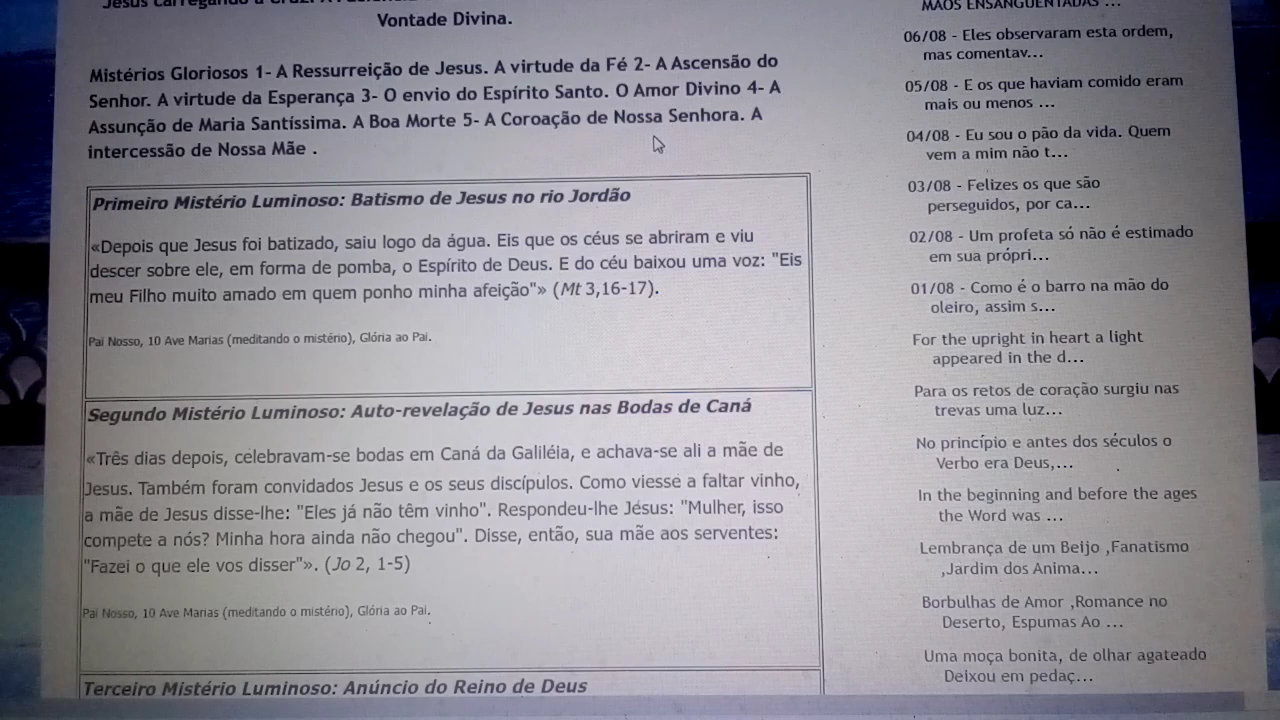 Vontade Divina.
Mistérios Gloriosos 1- A Ressurreição de Jesus. A virtude da Fé 2- A Ascensão do
Senhor. A virtude da Esperança 3- O envio do Espírito Santo. O Amor Divino 4- A
Assunção de Maria Santíssima. A Boa Morte 5- A Coroação de Nossa Senhora. A
intercessão de Nossa Mãe .
Primeiro Mistério Luminoso: Batismo de Jesus no rio Jordão
«Depois que Jesus foi batizado, saiu logo da água. Eis que os céus se abriram e viu
descer sobre ele, em forma de pomba, o Espírito de Deus. E do céu baixou uma voz: "Eis
meu Filho muito amado em quem ponho minha afeição"» (Mt 3,16-17).
Pai Nosso, 10 Ave Marias (meditando o mistério), Glória ao Pai.
Segundo Mistério Luminoso: Auto-revelação de Jesus nas Bodas de Caná
«Três dias depois, celebravam-se bodas em Caná da Galiléia, e achava-se ali a mãe de
Jesus. Também foram convidados Jesus e os seus discípulos. Como viesse a faltar vinho,
a mãe de Jesus disse-lhe: "Eles já não têm vinho". Respondeu-lhe Jesus: "Mulher, isso
compete a nós? Minha hora ainda não chegou". Disse, então, sua mãe aos serventes:
"Fazei o que ele vos disser"». (Jo 2, 1-5)
Pai Nosso, 10 Ave Marias (meditando o mistério), Glória ao Pai.
Terceiro Mistério Luminoso: Anúncio do Reino de Deus
MÃOS ENSANGUENTADAS ...
06/08 - Eles observaram esta ordem,
mas comentav...
05/08 - E os que haviam comido eram
mais ou menos ...
04/08 - Eu sou o pão da vida. Quem
vem a mim não t...
03/08 - Felizes os que são
perseguidos, por ca...
02/08 - Um profeta só não é estimado
em sua própri...
01/08 - Como é o barro na mão do
oleiro, assim s...
For the upright in heart a light
appeared in the d...
Para os retos de coração surgiu nas
trevas uma luz...
No princípio e antes dos séculos o
Verbo era Deus,...
In the beginning and before the ages
the Word was ...
Lembrança de um Beijo ,Fanatismo
,Jardim dos Anima...
Borbulhas de Amor ,Romance no
Deserto, Espumas Ao ...
Uma moça bonita, de olhar agateado
Deixou em pedaç...